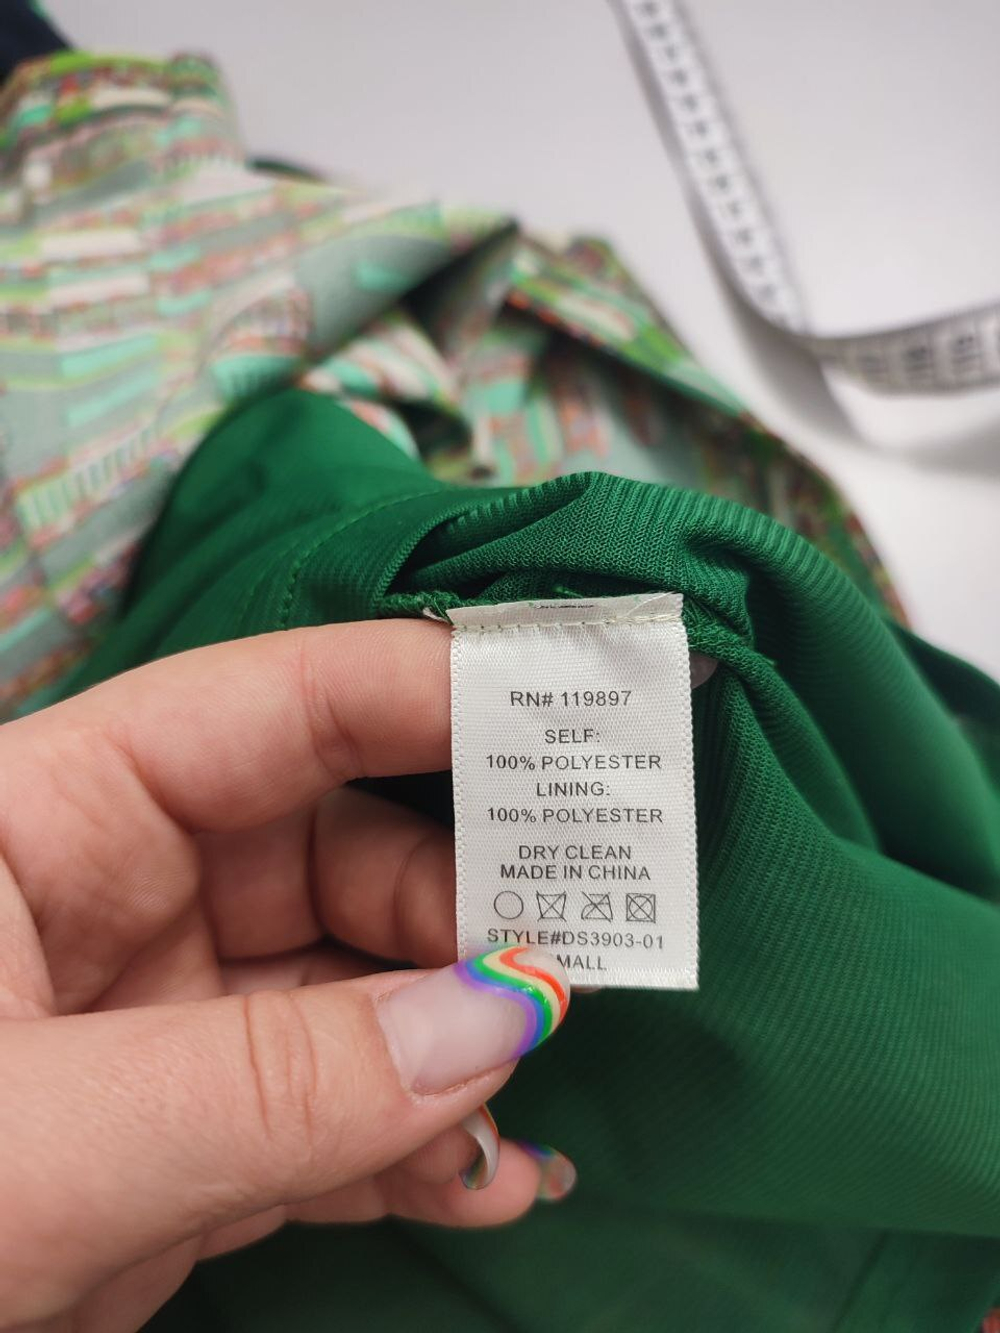 RN# 119897
SELF:
100% POLYESTER
LINING:
100% POLYESTER
DRY CLEAN
MADE IN CHINA
STYLE#DS3903-01
MALL